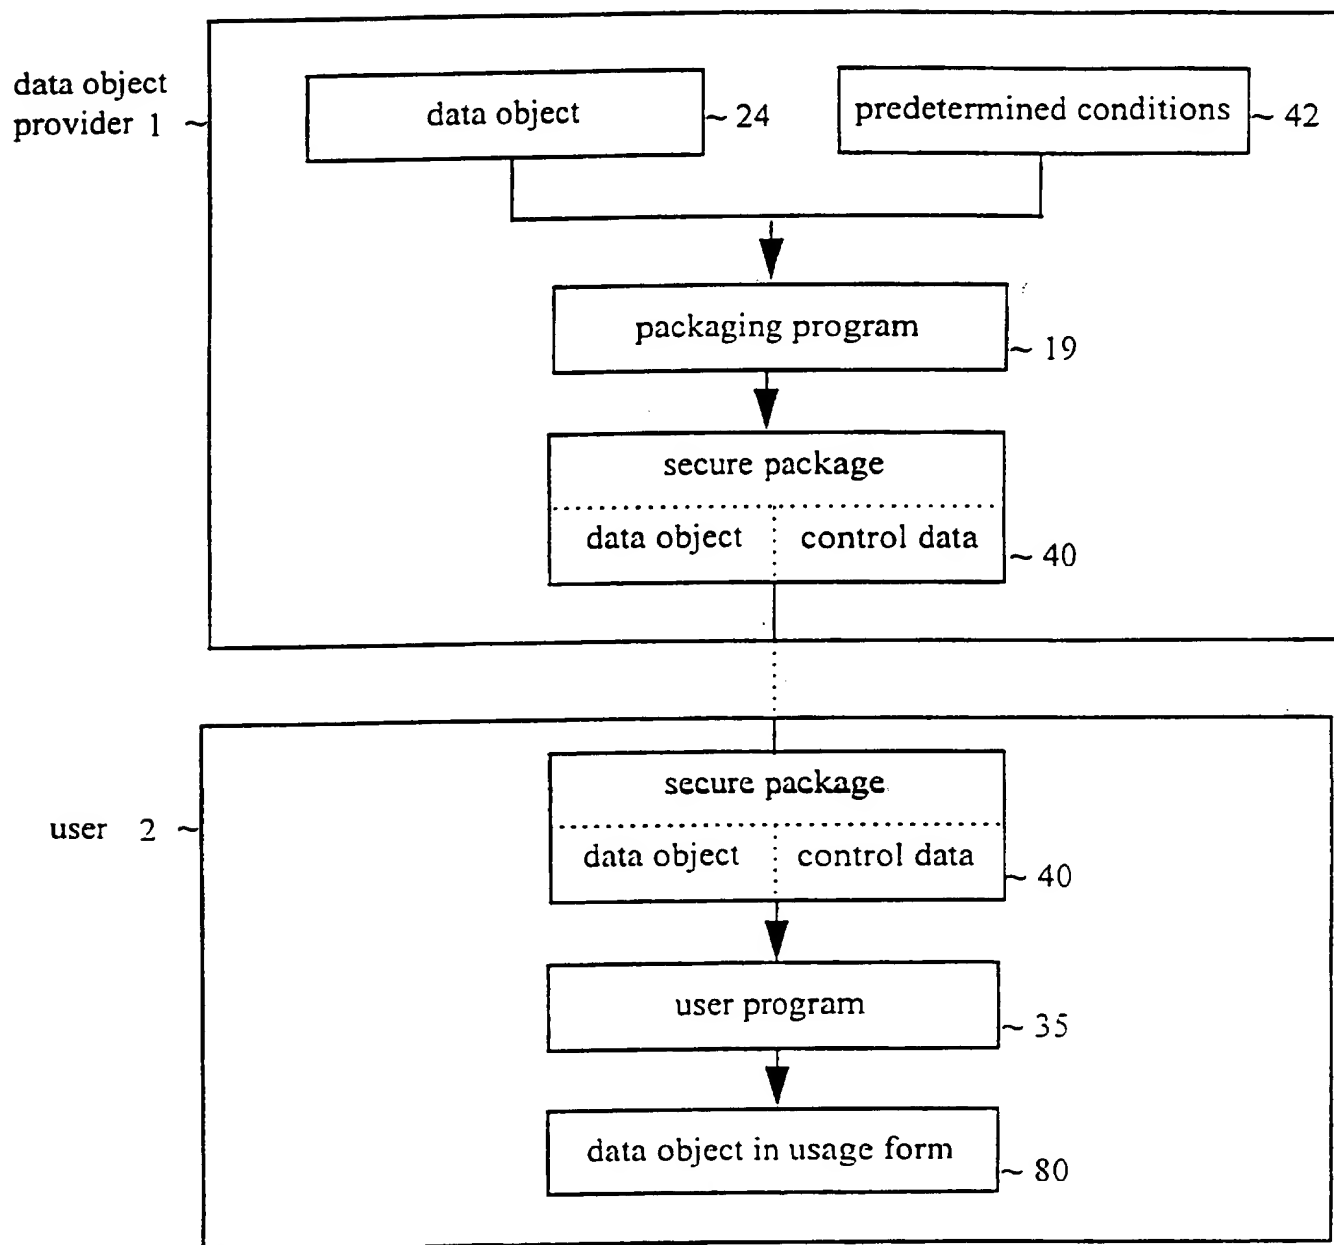 data object
provider 1 ~
data object ~ 24
predetermined conditions ~ 42
packaging program ~ 19
secure package
data object control data ~ 40
user 2 ~
secure package
data object control data ~ 40
user program ~ 35
data object in usage form ~ 80